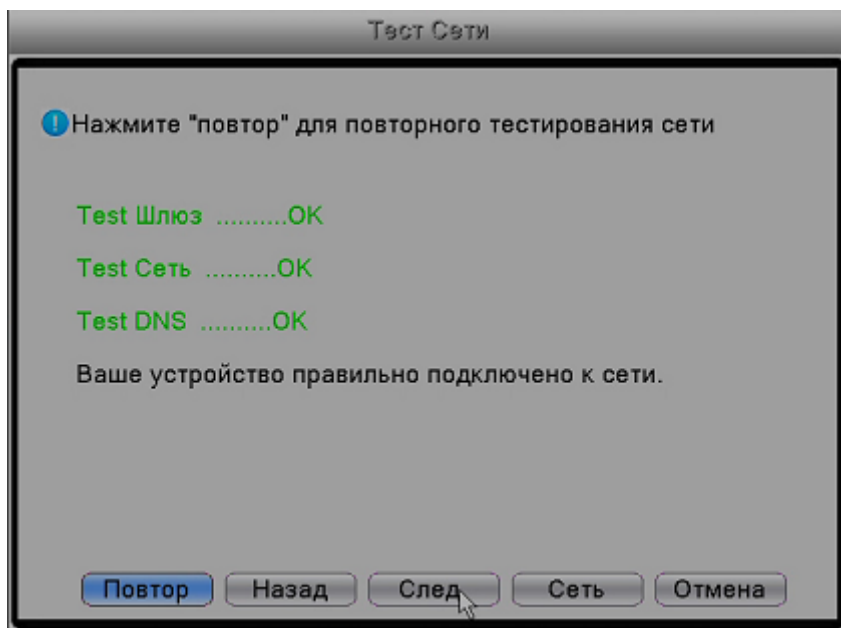 Тест Сети
Нажмите "повтор" для повторного тестирования сети
Test Шлюз ..........OK
Test Сеть ..........OK
Test DNS ..........OK
Ваше устройство правильно подключено к сети.
Повтор Назад След Сеть Отмена